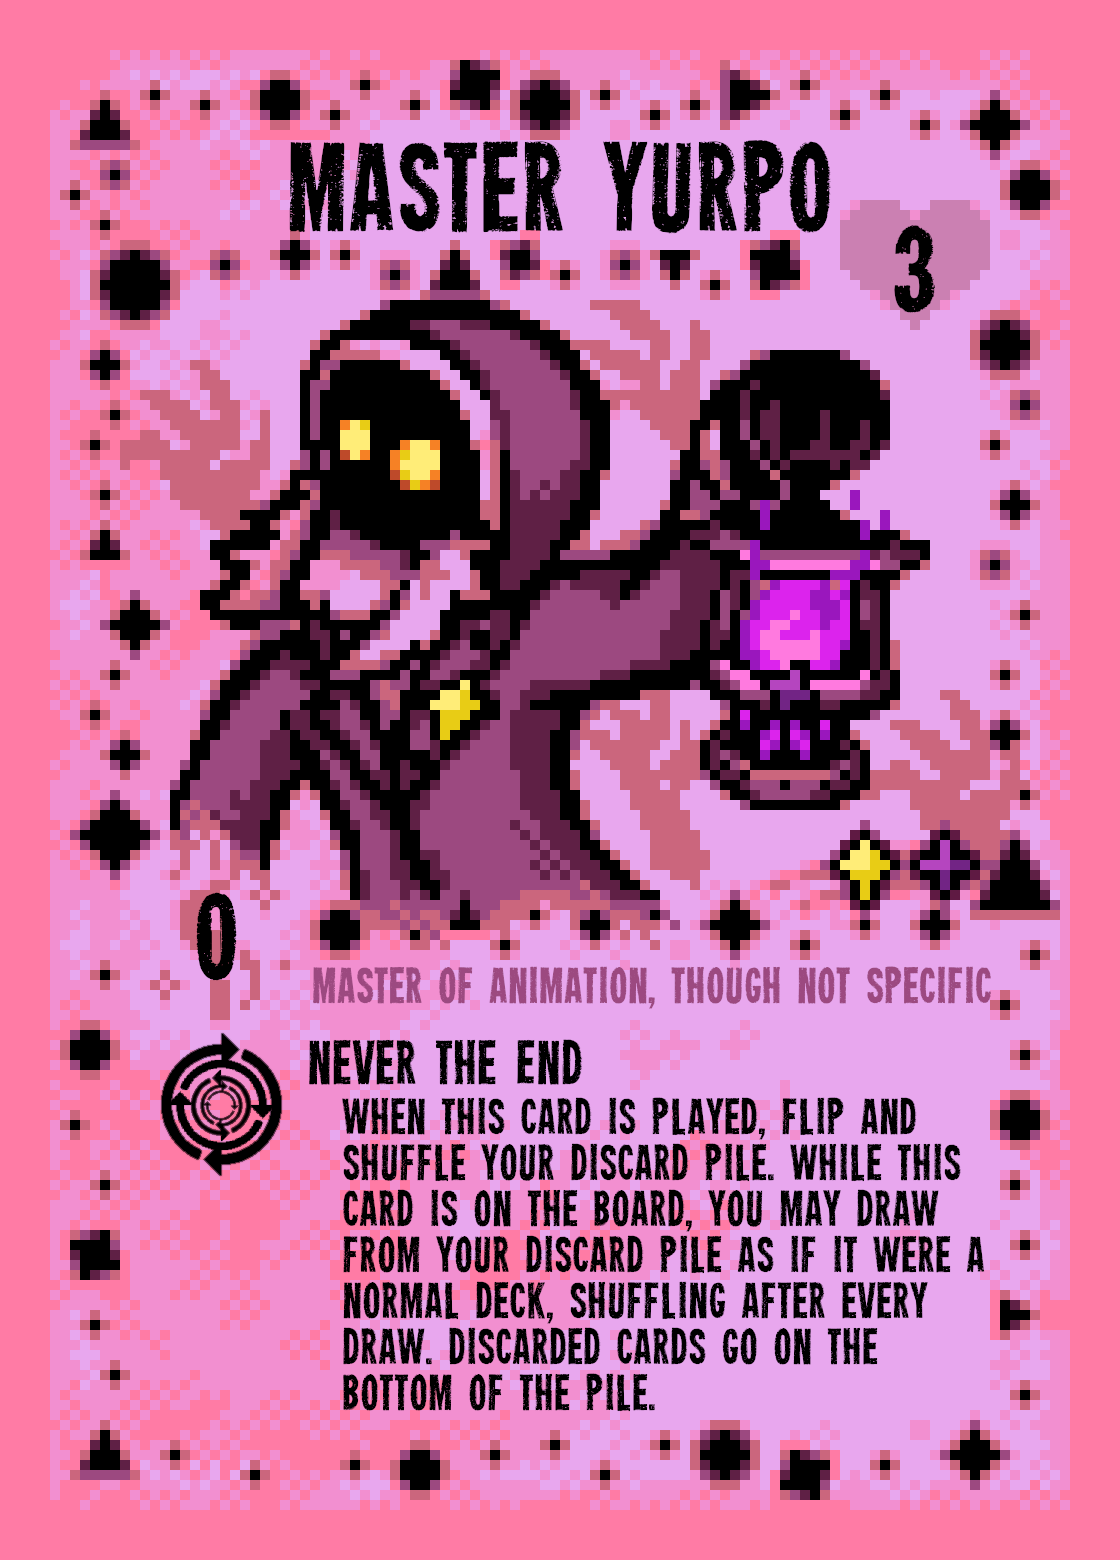 MASTER YURPO
3
0
MASTER OF ANIMATION, THOUGH NOT SPECIFIC
NEVER THE END
WHEN THIS CARD IS PLAYED, FLIP AND
SHUFFLE YOUR DISCARD PILE. WHILE THIS
CARD IS ON THE BOARD, YOU MAY DRAW
FROM YOUR DISCARD PILE AS IF IT WERE A
NORMAL DECK, SHUFFLING AFTER EVERY
DRAW. DISCARDED CARDS GO ON THE
BOTTOM OF THE PILE.